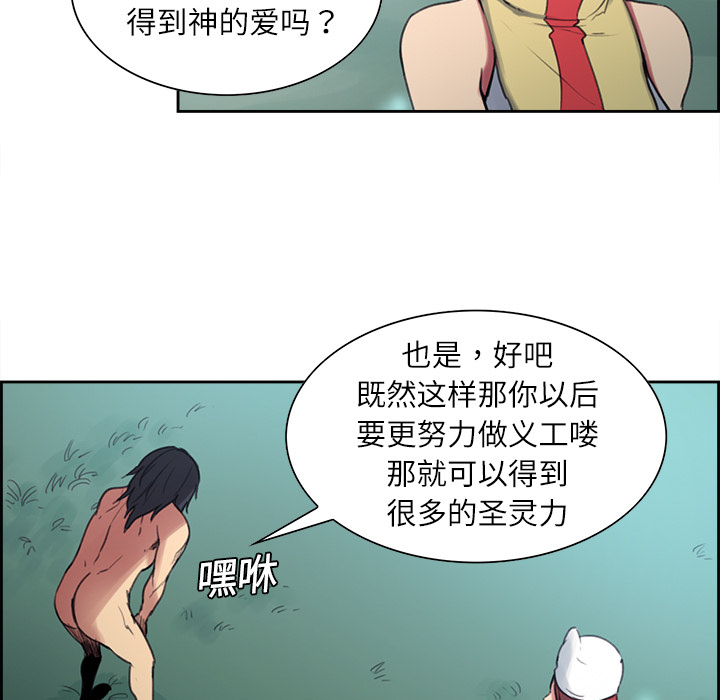 得到神的爱吗？
也是，好吧
既然这样那你以后
要更努力做义工喽
那就可以得到
很多的圣灵力
嘿咻